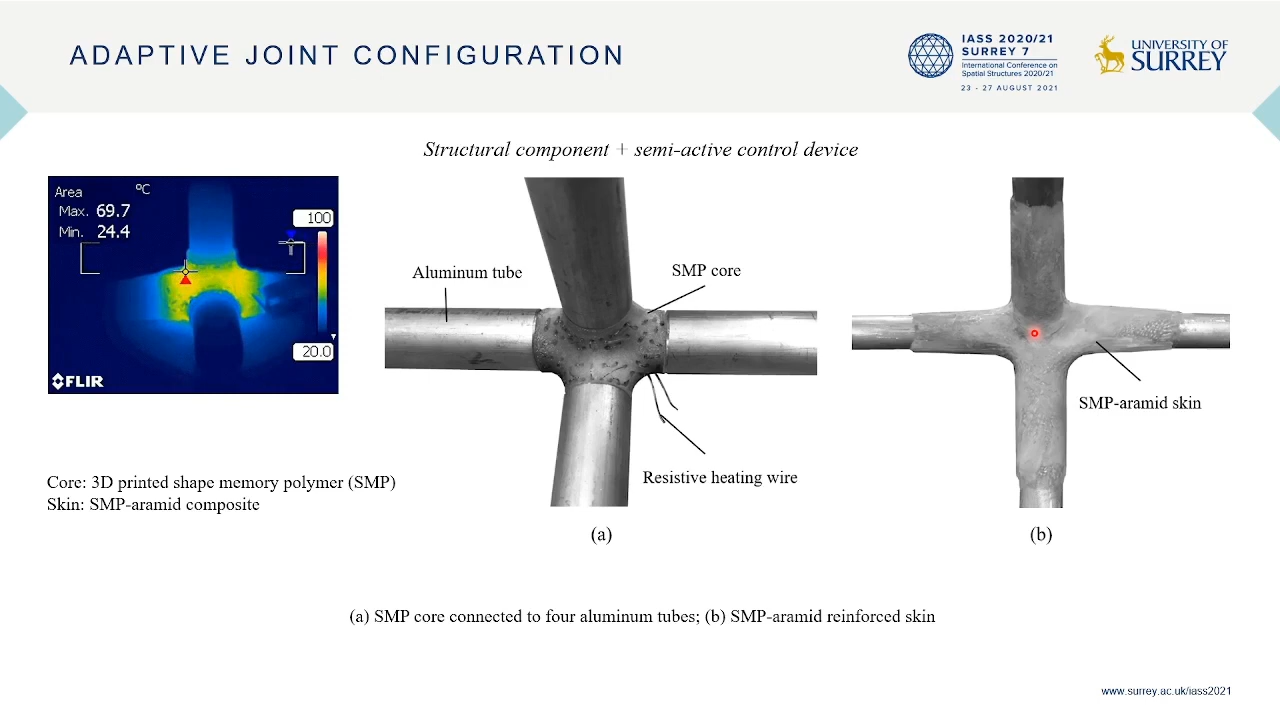 ADAPTIVE JOINT CONFIGURATION
IASS 2020/21
SURREY 7
International Conference on
Spatial Structures 2020/21
23 - 27 AUGUST 2021
UNIVERSITY OF
SURREY
Structural component + semi-active control device
Area
°C
Max. 69.7
Min. 24.4
100
20.0
FLIR
Aluminum tube
SMP core
Resistive heating wire
(a)
SMP-aramid skin
(b)
Core: 3D printed shape memory polymer (SMP)
Skin: SMP-aramid composite
(a) SMP core connected to four aluminum tubes; (b) SMP-aramid reinforced skin
www.surrey.ac.uk/iass2021